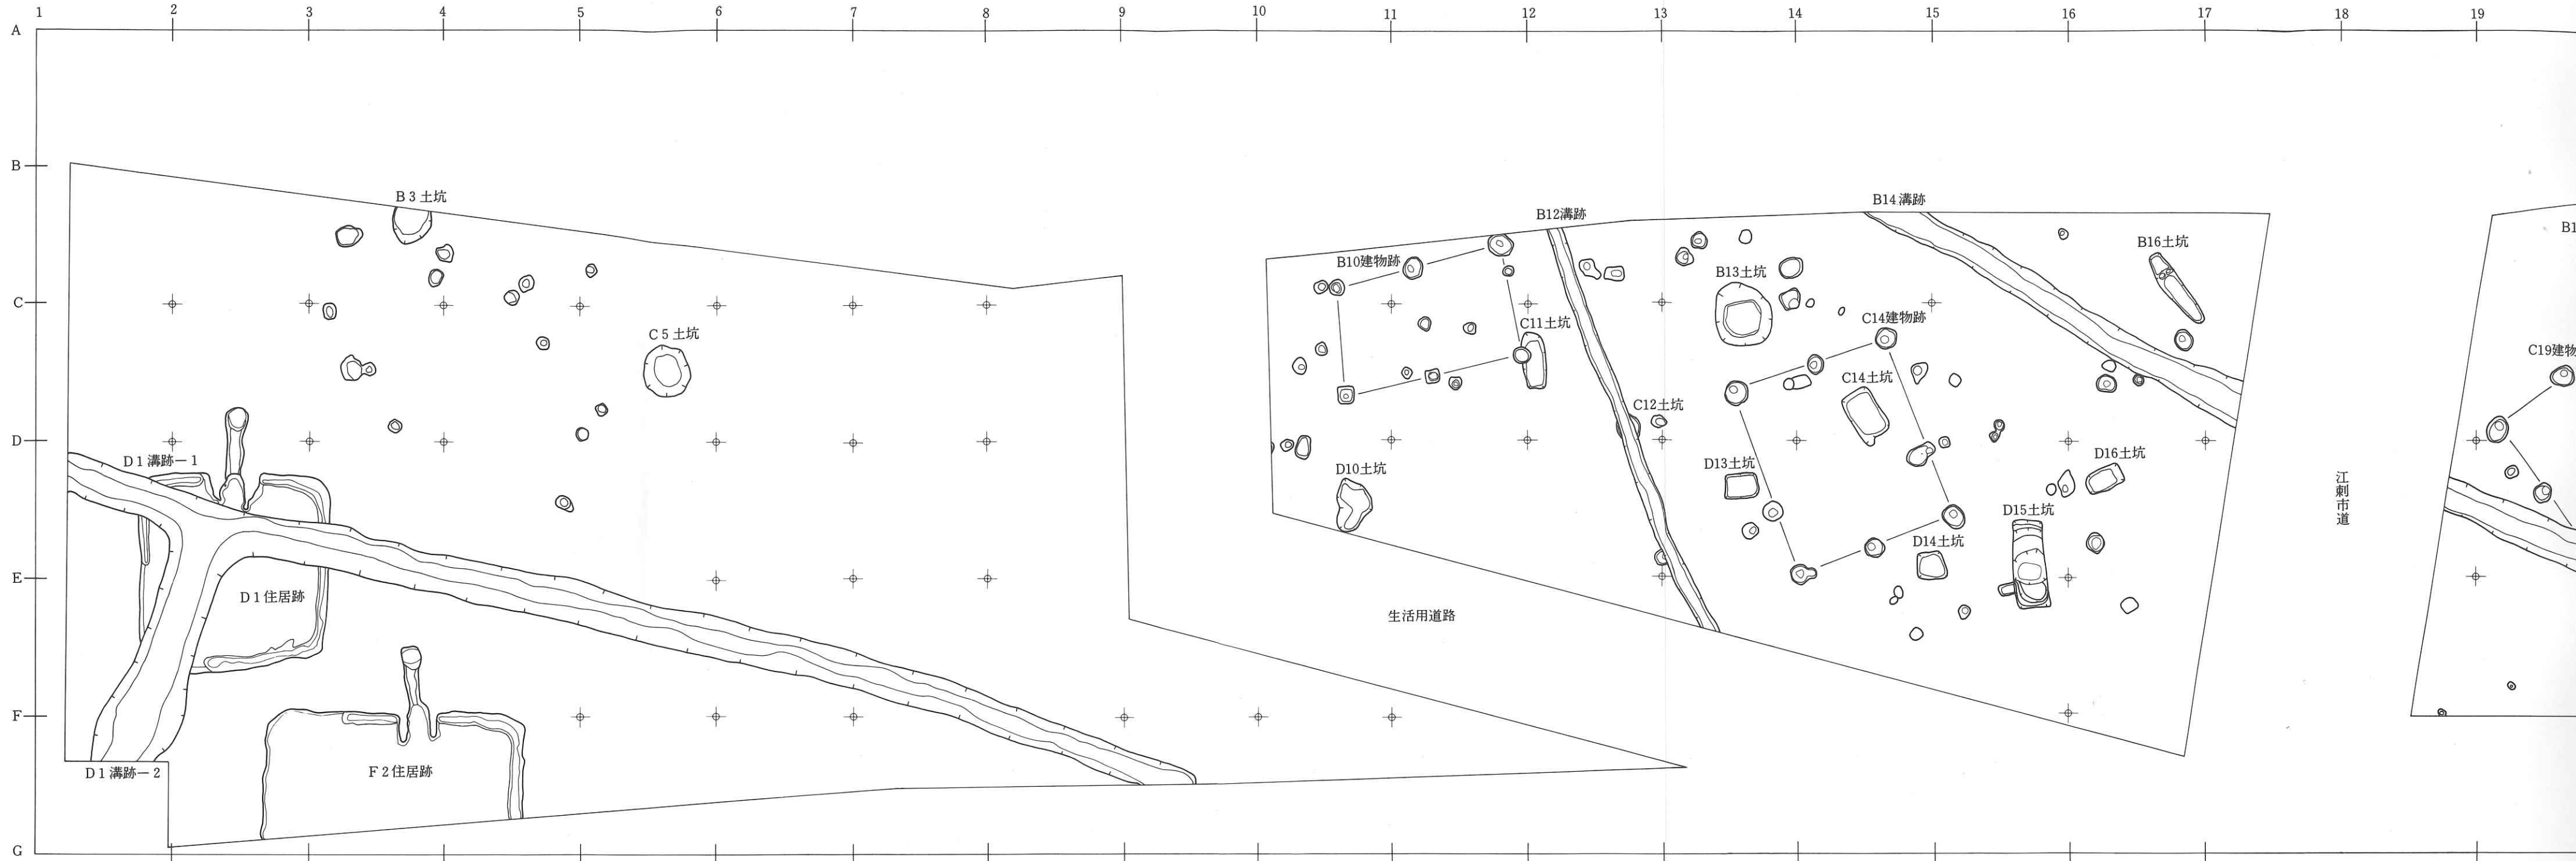 1 2 3 4 5 6 7 8 9 10 11 12 13 14 15 16 17 18 19
A
B
B3土坑
B12溝跡
B14溝跡
B1
B10建物跡
B16土坑
B13土坑
C
C5土坑
C11土坑
C14建物跡
C19建物
C14土坑
C12土坑
D
D1溝跡-1
D10土坑
D13土坑
D16土坑
D15土坑
江刺市道
D14土坑
E
D1住居跡
生活用道路
F
D1溝跡-2
F2住居跡
G